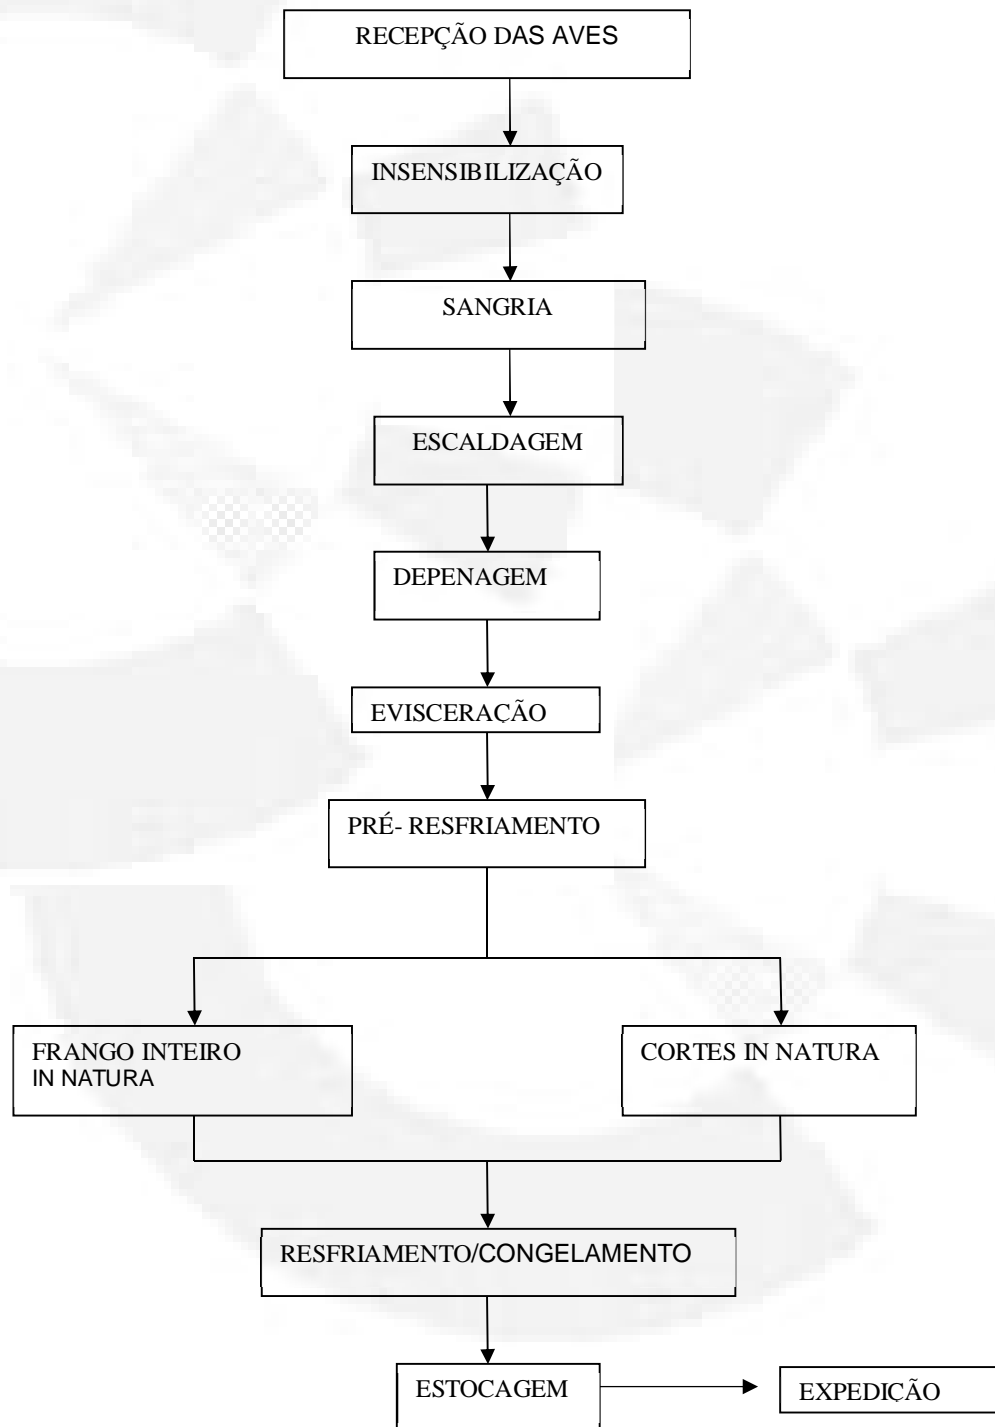 RECEPÇÃO DAS AVES
INSENSIBILIZAÇÃO
SANGRIA
ESCALDAGEM
DEPENAGEM
EVISCERAÇÃO
PRÉ- RESFRIAMENTO
FRANGO INTEIRO
IN NATURA
CORTES IN NATURA
RESFRIAMENTO/CONGELAMENTO
ESTOCAGEM
EXPEDIÇÃO